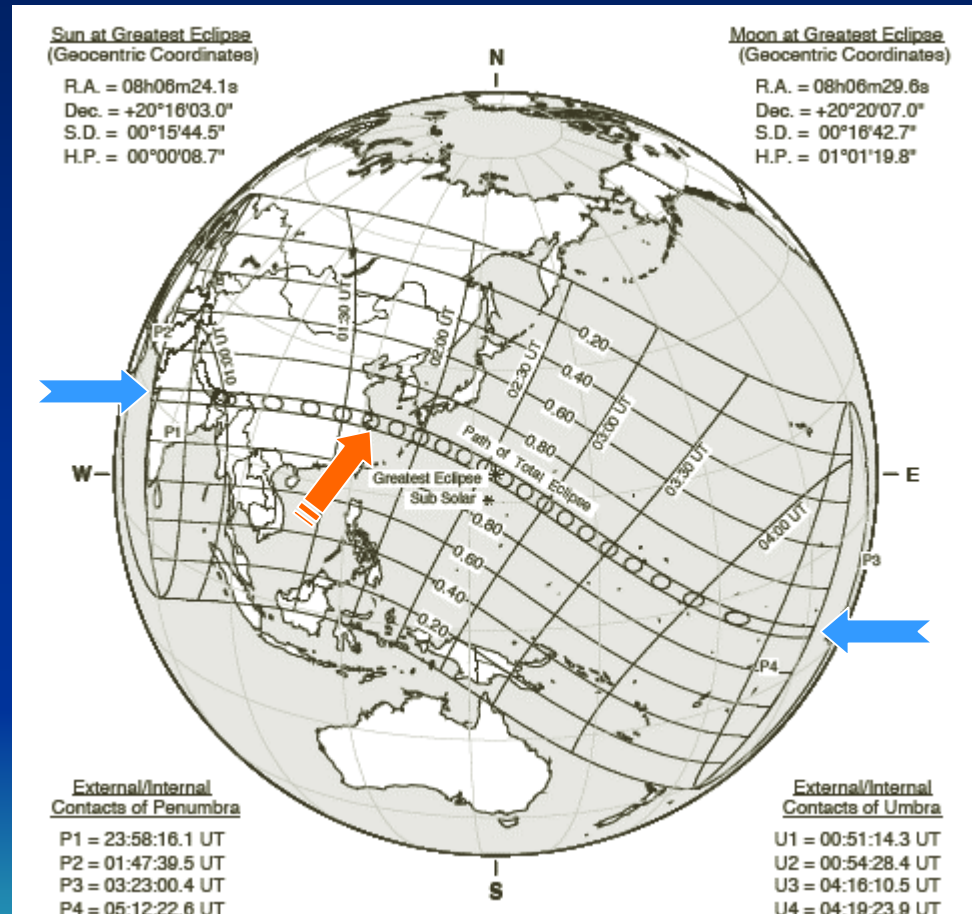 Sun at Greatest Eclipse
(Geocentric Coordinates)
R.A. = 08h06m24.1s
Dec. = +20°16'03.0"
S.D. = 00°15'44.5"
H.P. = 00°00'08.7"
Moon at Greatest Eclipse
(Geocentric Coordinates)
R.A. = 08h06m29.6s
Dec. = +20°20'07.0"
S.D. = 00°16'42.7"
H.P. = 01°01'19.8"
N
01:30 UT
02:00 UT
P2
01:00 UT
02:30 UT
0.20
0.40
0.60
0.80
03:00 UT
P1
Path of Total Eclipse
W
Greatest Eclipse
Sub Solar
03:30 UT
E
04:00 UT
0.80
0.60
0.40
0.20
P3
P4
External/Internal
Contacts of Penumbra
P1 = 23:58:16.1 UT
P2 = 01:47:39.5 UT
P3 = 03:23:00.4 UT
P4 = 05:12:22.6 UT
S
External/Internal
Contacts of Umbra
U1 = 00:51:14.3 UT
U2 = 00:54:28.4 UT
U3 = 04:16:10.5 UT
U4 = 04:19:23.9 UT